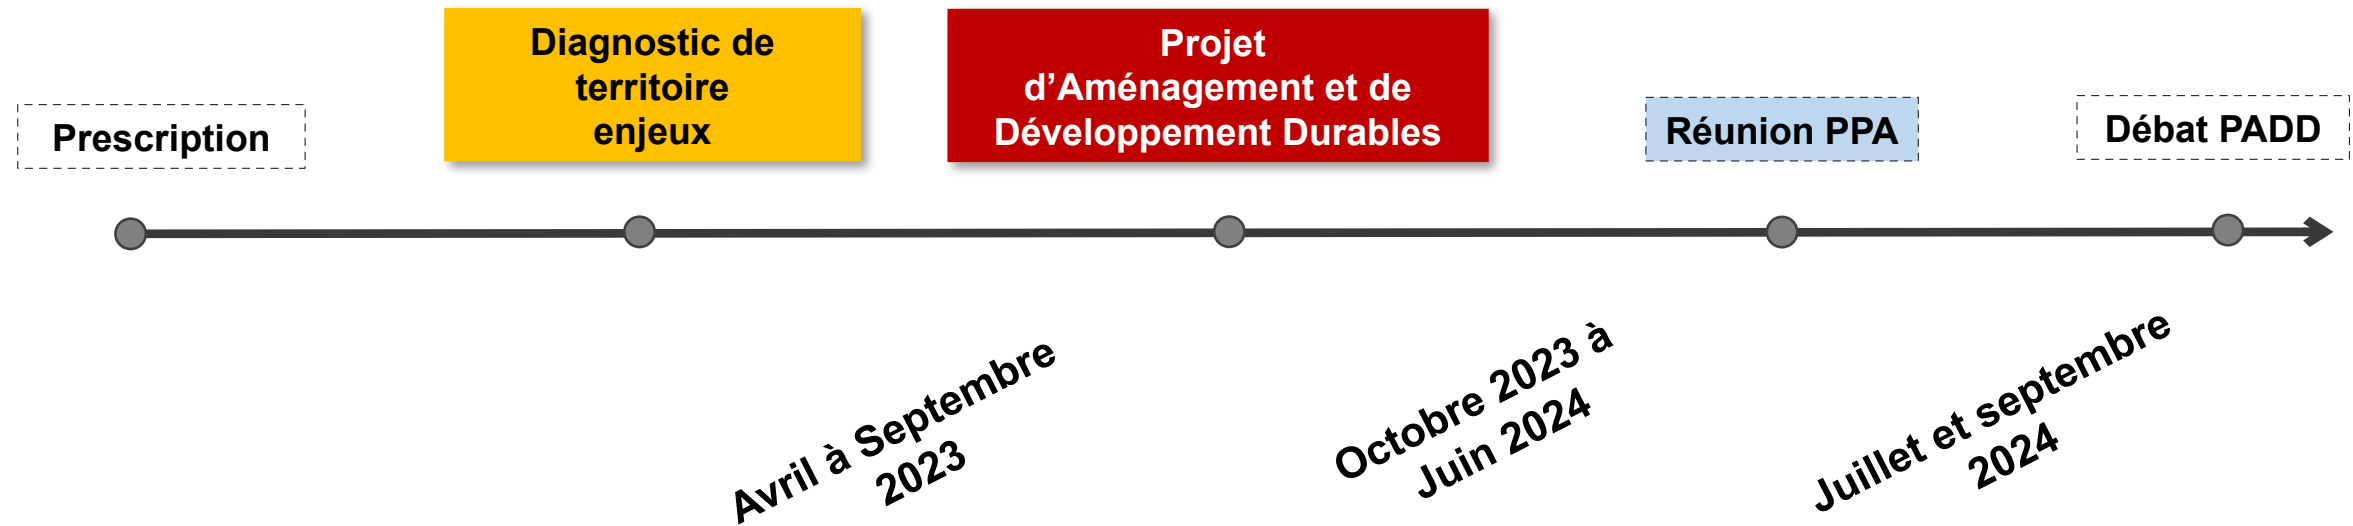 Prescription
Diagnostic de
territoire
enjeux
Projet
d’Aménagement et de
Développement Durables
Réunion PPA
Débat PADD
Avril à Septembre
2023
Octobre 2023 à
Juin 2024
Juillet et septembre
2024